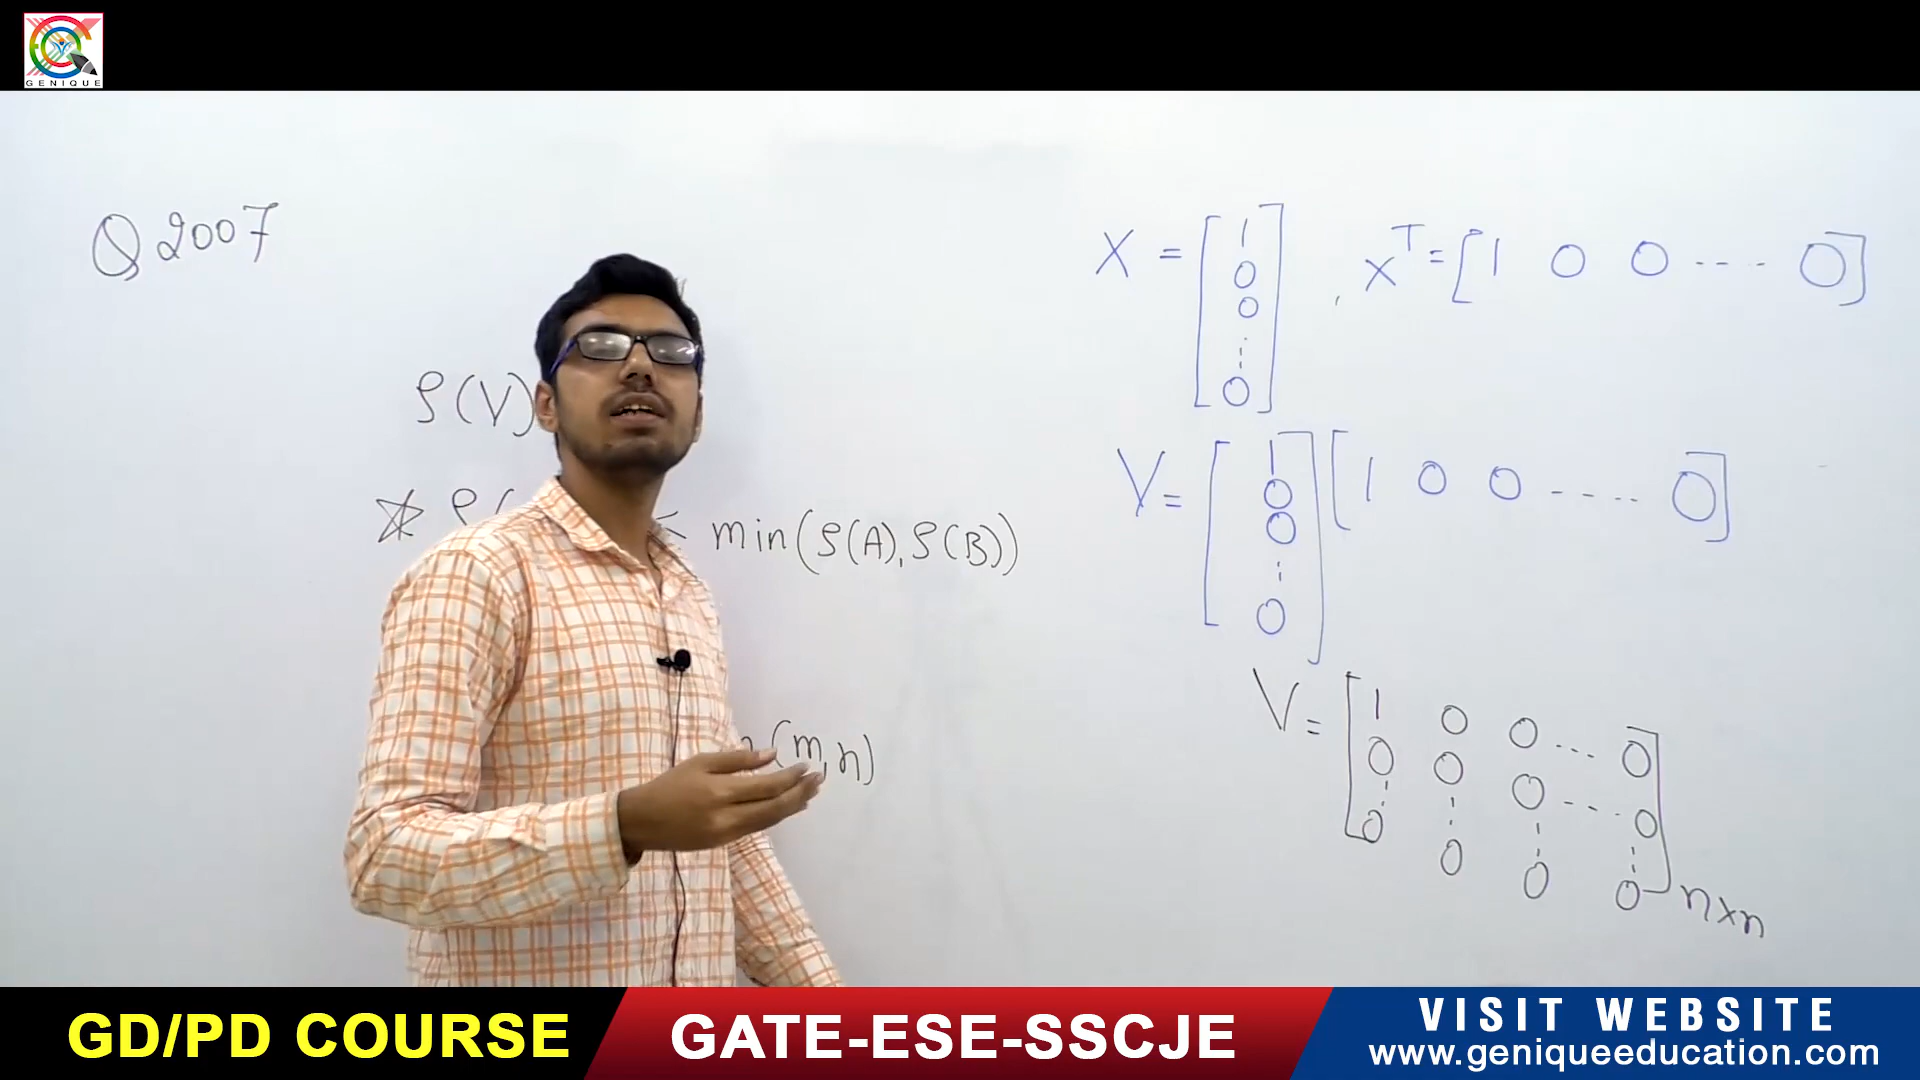 GENIQUE
Q 2007
ρ(V)
ρ( < min(ρ(A), ρ(B))
(m, n)
X = [1 0 0 ⋮ 0] , X^T = [1 0 0 ---- 0]
V = [1 0 0 ⋮ 0] [1 0 0 ---- 0]
V = [1 0 0 ... 0
0 0 0 ---- 0
⋮ ⋮ ⋮ ⋮
0 0 0 0] n×n
GD/PD COURSE
GATE-ESE-SSCJE
VISIT WEBSITE
www.geniqueeducation.com